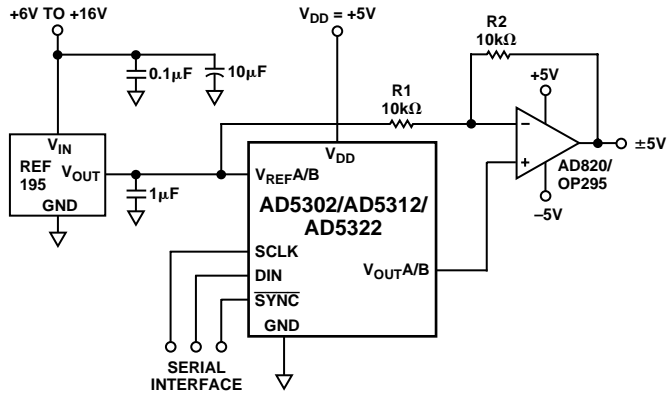 +6V TO +16V
VDD = +5V
R2
10kΩ
0.1µF
10µF
+5V
R1
10kΩ
VIN
REF
195
VOUT
GND
1µF
VDD
VREFA/B
AD5302/AD5312/
AD5322
SCLK
DIN
SYNC
GND
VOUTA/B
–
+
±5V
AD820/
OP295
–5V
SERIAL
INTERFACE